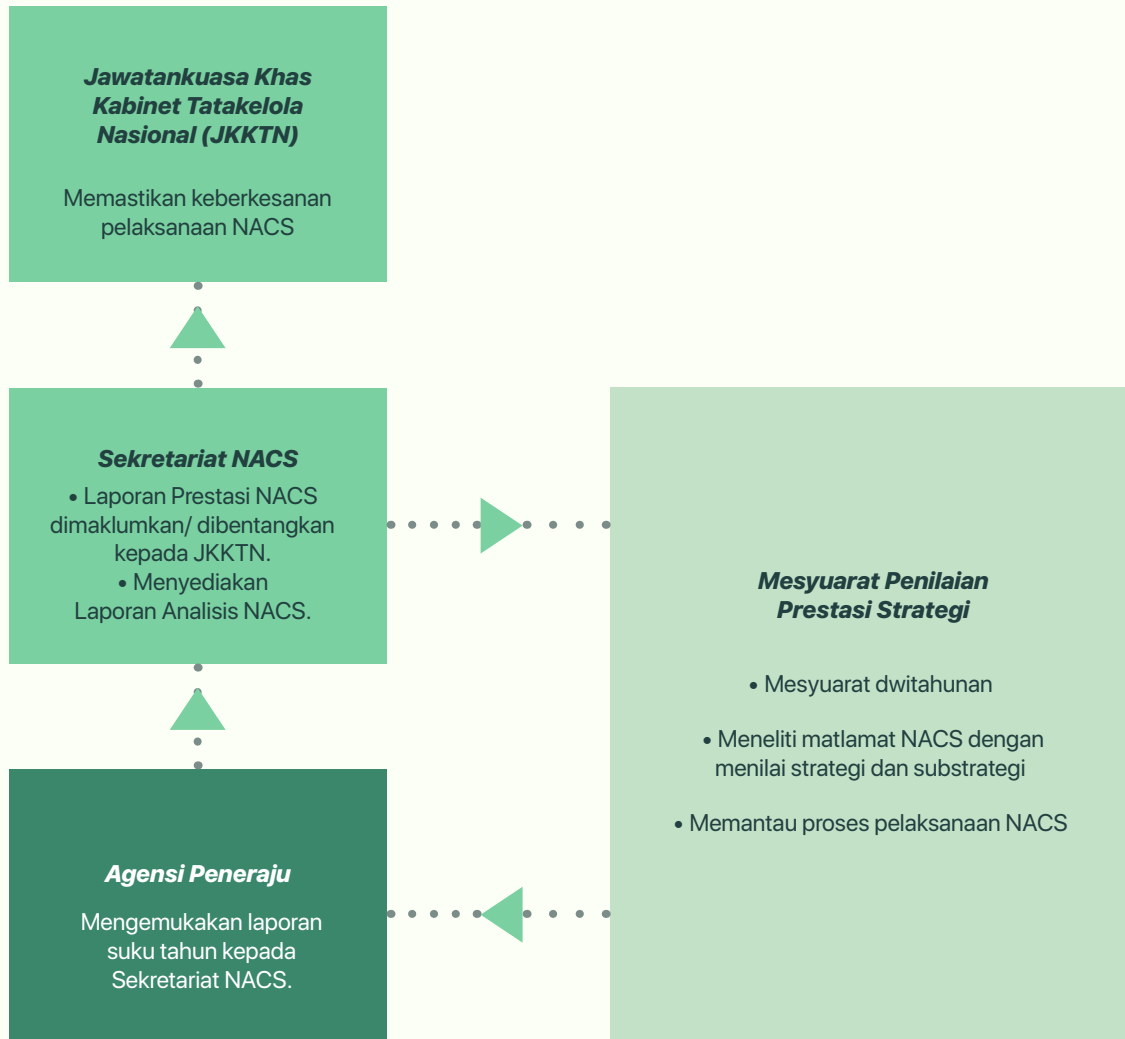 Jawatankuasa Khas
Kabinet Tatakelola
Nasional (JKKTN)
Memastikan keberkesanan
pelaksanaan NACS
Sekretariat NACS
• Laporan Prestasi NACS
dimaklumkan/ dibentangkan
kepada JKKTN.
• Menyediakan
Laporan Analisis NACS.
Mesyuarat Penilaian
Prestasi Strategi
• Mesyuarat dwitahunan
• Meneliti matlamat NACS dengan
menilai strategi dan substrategi
• Memantau proses pelaksanaan NACS
Agensi Peneraju
Mengemukakan laporan
suku tahun kepada
Sekretariat NACS.